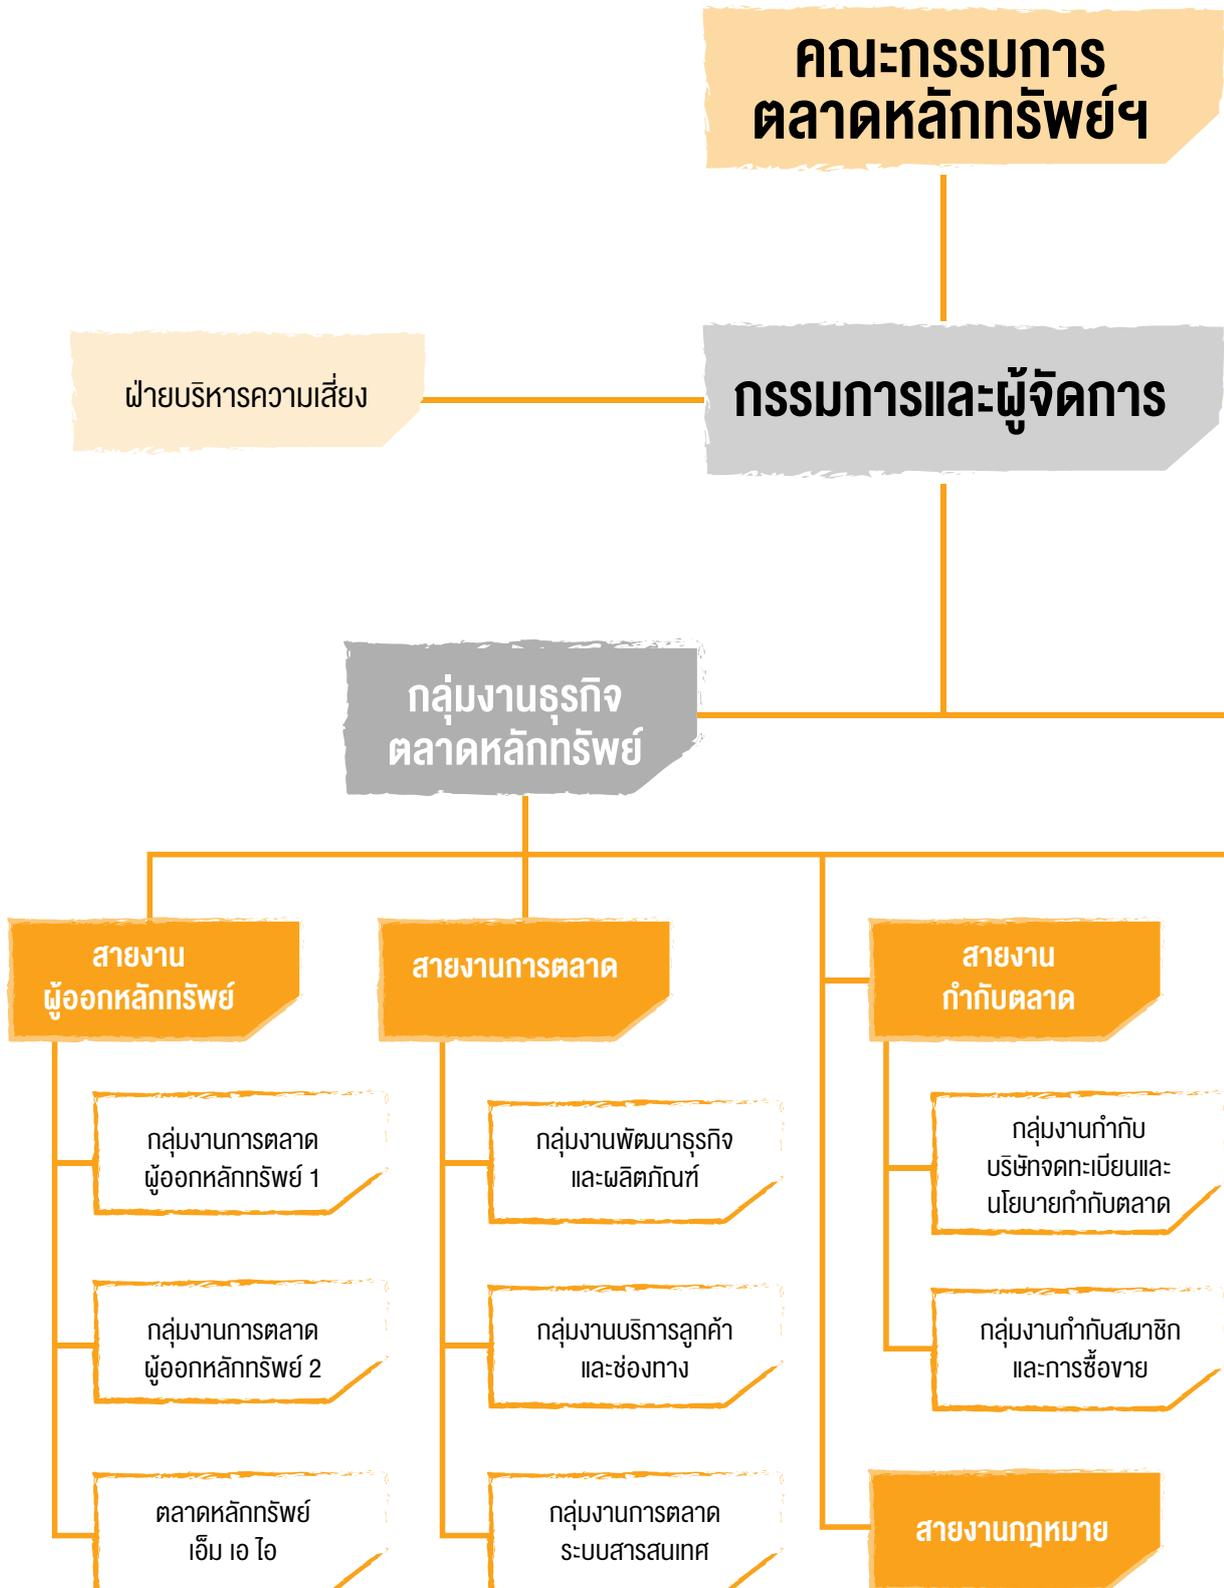 คณะกรรมการ
ตลาดหลักทรัพย์ฯ
ฝ่ายบริหารความเสี่ยง
กรรมการและผู้จัดการ
กลุ่มงานธุรกิจ
ตลาดหลักทรัพย์
สายงาน
ผู้ออกหลักทรัพย์
สายงานการตลาด
สายงาน
กำกับตลาด
กลุ่มงานการตลาด
ผู้ออกหลักทรัพย์ 1
กลุ่มงานพัฒนาธุรกิจ
และผลิตภัณฑ์
กลุ่มงานกำกับ
บริษัทจดทะเบียนและ
นโยบายกำกับตลาด
กลุ่มงานการตลาด
ผู้ออกหลักทรัพย์ 2
กลุ่มงานบริการลูกค้า
และช่องทาง
กลุ่มงานกำกับสมาชิก
และการซื้อขาย
ตลาดหลักทรัพย์
เอ็ม เอ ไอ
กลุ่มงานการตลาด
ระบบสารสนเทศ
สายงานกฎหมาย